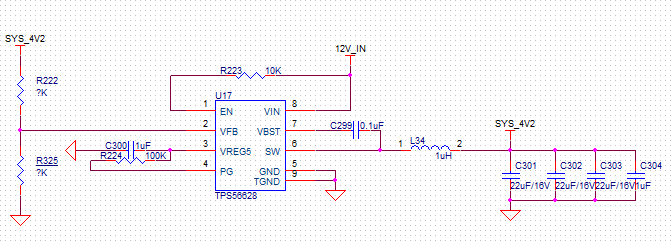 SYS_4V2
12V_IN
R222
?K
R223
10K
U17
1
EN
VIN
8
2
VFB
VBST
7
C299
0.1uF
3
VREG5
SW
6
4
PG
GND
5
TGND
9
TPS56628
C300
1uF
R224
100K
R325
?K
1
L34
2
1uH
SYS_4V2
C301
22uF/16V
C302
22uF/16V
C303
22uF/16V
C304
1uF